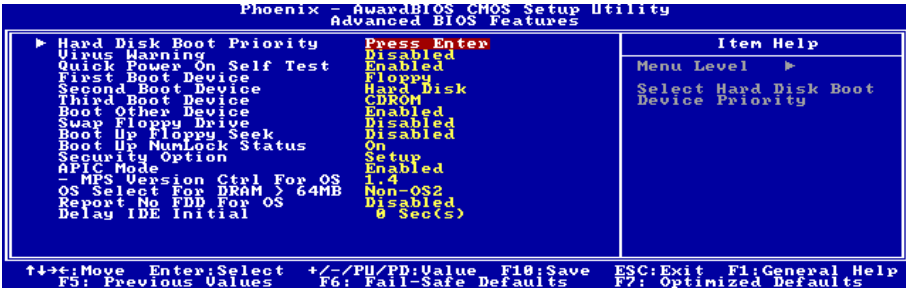 Phoenix - AwardBIOS CMOS Setup Utility
Advanced BIOS Features
► Hard Disk Boot Priority Press Enter
Virus Warning Disabled
Quick Power On Self Test Enabled
First Boot Device Floppy
Second Boot Device Hard Disk
Third Boot Device CDROM
Boot Other Device Enabled
Swap Floppy Drive Disabled
Boot Up Floppy Seek Disabled
Boot Up NumLock Status On
Security Option Setup
APIC Mode Enabled
- MPS Version Ctrl For OS 1.4
OS Select For DRAM > 64MB Non-OS2
Report No FDD For OS Disabled
Delay IDE Initial 0 Sec(s)
Item Help
Menu Level ►
Select Hard Disk Boot
Device Priority
↑↓→←:Move Enter:Select +/-/PU/PD:Value F10:Save ESC:Exit F1:General Help
F5: Previous Values F6: Fail-Safe Defaults F7: Optimized Defaults